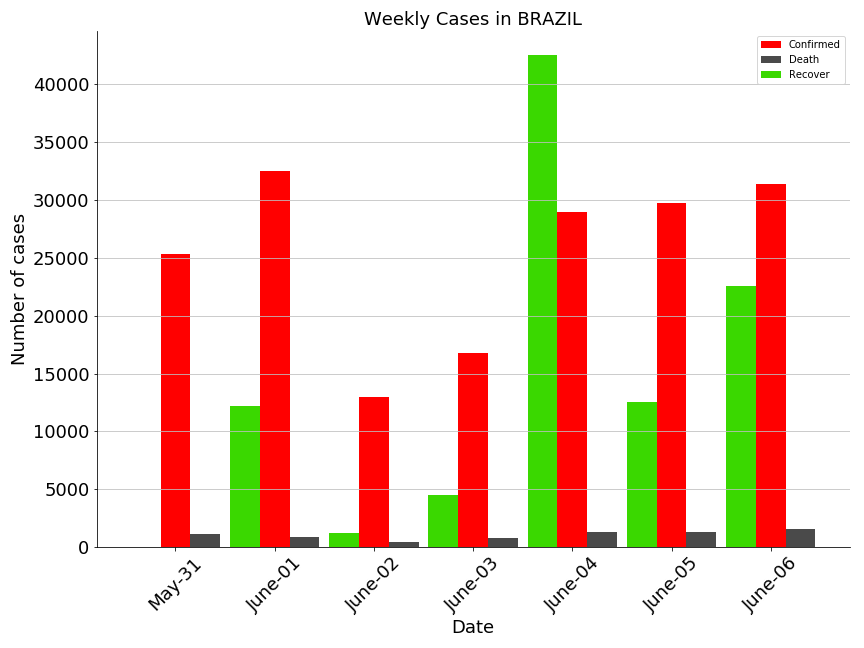 Weekly Cases in BRAZIL
Confirmed
Death
Recover
Number of cases
40000
35000
30000
25000
20000
15000
10000
5000
0
May-31
June-01
June-02
June-03
June-04
June-05
June-06
Date